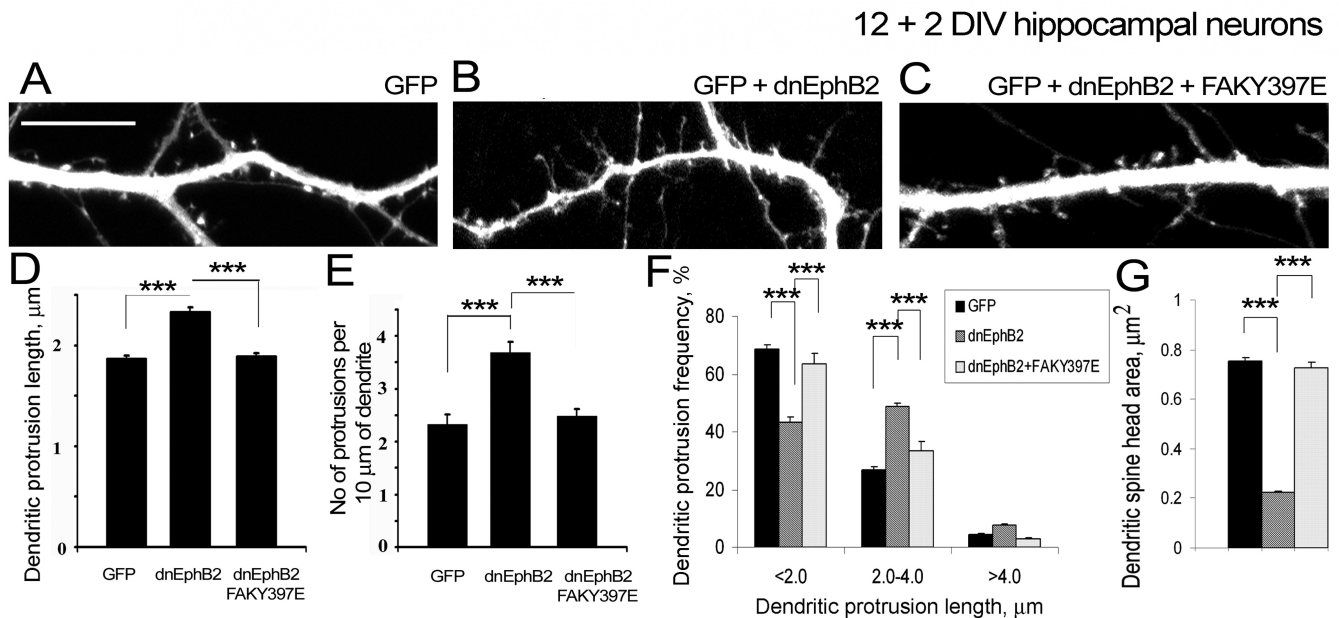 12 + 2 DIV hippocampal neurons
A
GFP
B
GFP + dnEphB2
C
GFP + dnEphB2 + FAKY397E
D
Dendritic protrusion length, μm
2
1
0
***
***
GFP
dnEphB2
dnEphB2
FAKY397E
E
No of protrusions per
10 μm of dendrite
4
3
2
1
0
***
***
GFP
dnEphB2
dnEphB2
FAKY397E
F
Dendritic protrusion frequency, %
80
60
40
20
0
***
***
***
***
GFP
dnEphB2
dnEphB2+FAKY397E
<2.0
2.0-4.0
>4.0
Dendritic protrusion length, μm
G
Dendritic spine head area, μm2
1
0.8
0.6
0.4
0.2
0
***
***